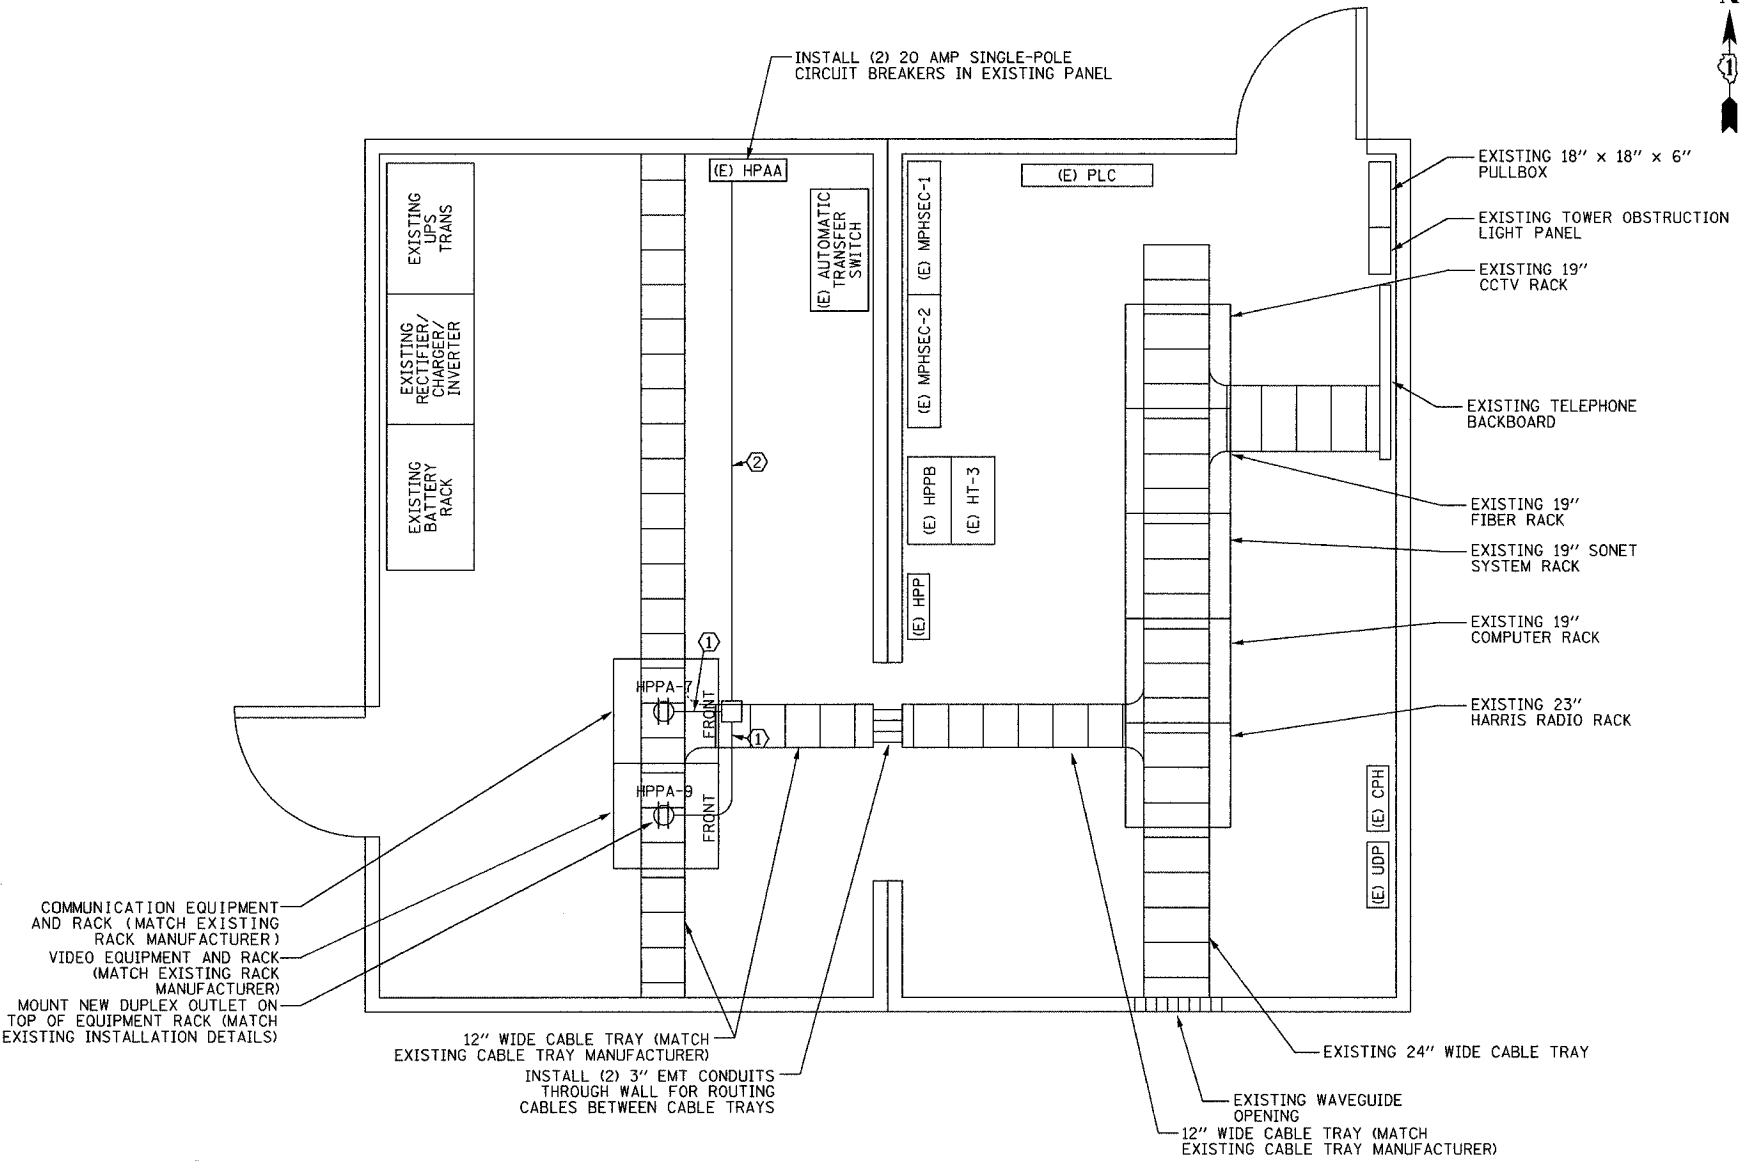 INSTALL (2) 20 AMP SINGLE-POLE
CIRCUIT BREAKERS IN EXISTING PANEL
1
EXISTING 18" x 18" x 6"
PULLBOX
EXISTING TOWER OBSTRUCTION
LIGHT PANEL
EXISTING 19"
CCTV RACK
EXISTING TELEPHONE
BACKBOARD
EXISTING 19"
FIBER RACK
EXISTING 19" SONET
SYSTEM RACK
EXISTING 19"
COMPUTER RACK
EXISTING 23"
HARRIS RADIO RACK
(E) HPAA
(E) PLC
EXISTING
UPS
TRANS
EXISTING
RECTIFIER/
CHARGER/
INVERTER
EXISTING
BATTERY
RACK
(E) AUTOMATIC
TRANSFER
SWITCH
(E) MPHSEC-1
(E) MPHSEC-2
(E) HPPB
(E) HT-3
(E) HPP
2
1
1
HPPA-7
FRONT
HPPA-9
FRONT
(E) CPH
(E) UDP
COMMUNICATION EQUIPMENT
AND RACK (MATCH EXISTING
RACK MANUFACTURER)
VIDEO EQUIPMENT AND RACK
(MATCH EXISTING RACK
MANUFACTURER)
MOUNT NEW DUPLEX OUTLET ON
TOP OF EQUIPMENT RACK (MATCH
EXISTING INSTALLATION DETAILS)
12" WIDE CABLE TRAY (MATCH
EXISTING CABLE TRAY MANUFACTURER)
INSTALL (2) 3" EMT CONDUITS
THROUGH WALL FOR ROUTING
CABLES BETWEEN CABLE TRAYS
EXISTING 24" WIDE CABLE TRAY
EXISTING WAVEGUIDE
OPENING
12" WIDE CABLE TRAY (MATCH
EXISTING CABLE TRAY MANUFACTURER)